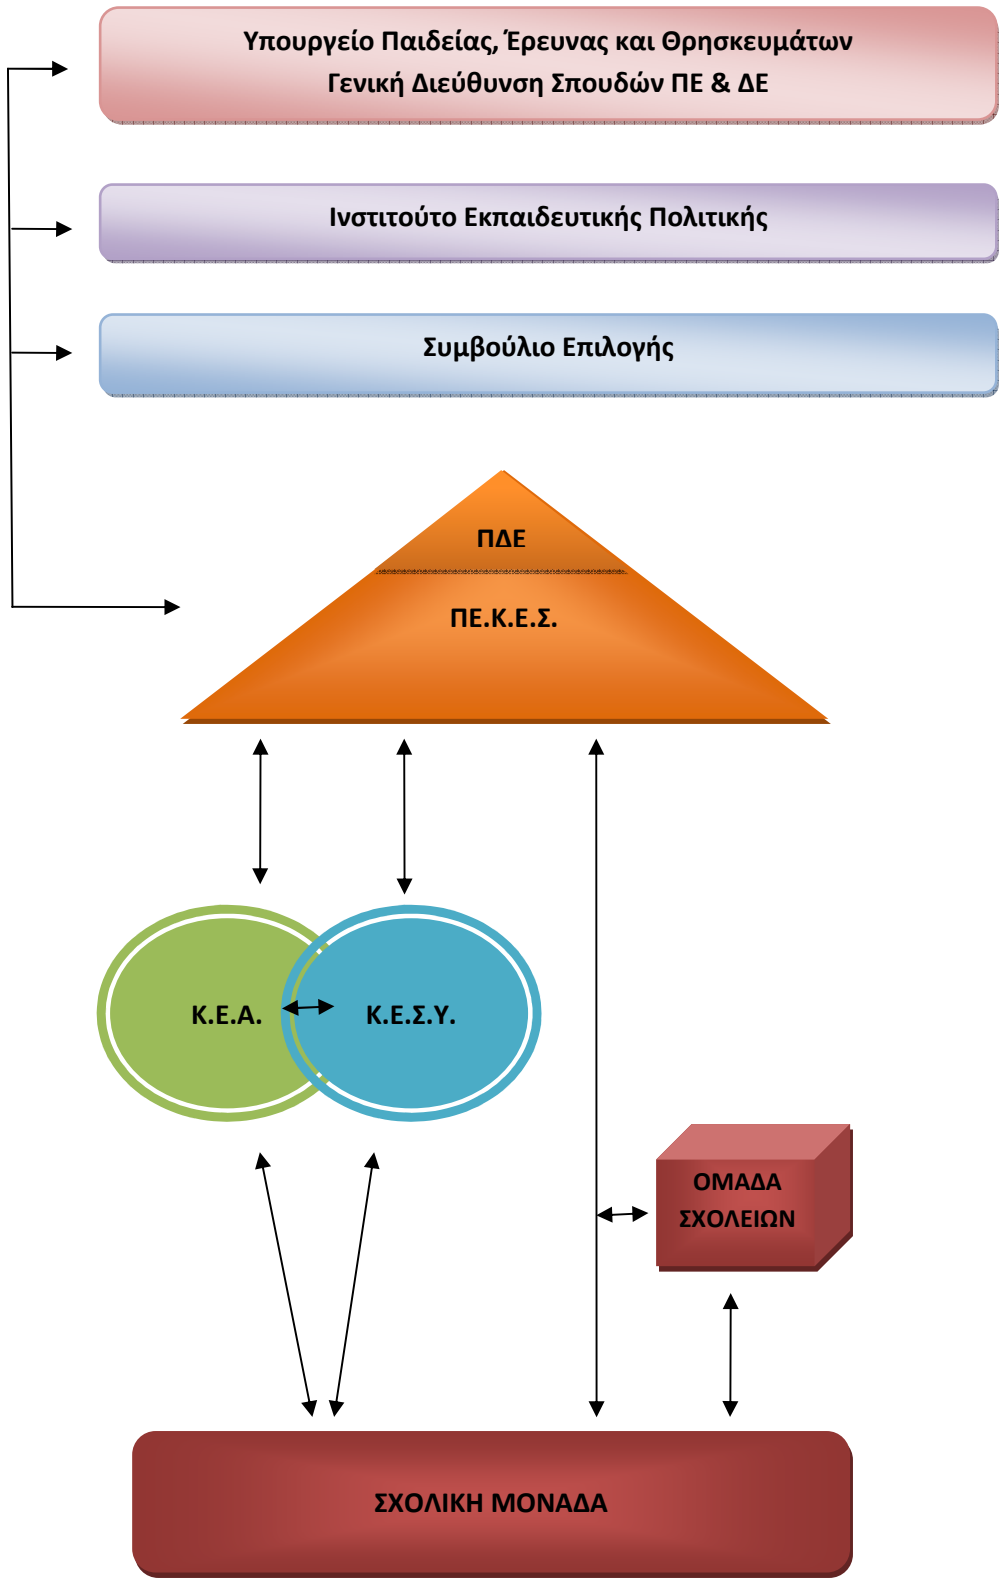 Υπουργείο Παιδείας, Έρευνας και Θρησκευμάτων
Γενική Διεύθυνση Σπουδών ΠΕ & ΔΕ
Ινστιτούτο Εκπαιδευτικής Πολιτικής
Συμβούλιο Επιλογής
ΠΔΕ
ΠΕ.Κ.Ε.Σ.
Κ.Ε.Α.
Κ.Ε.Σ.Υ.
ΟΜΑΔΑ
ΣΧΟΛΕΙΩΝ
ΣΧΟΛΙΚΗ ΜΟΝΑΔΑ